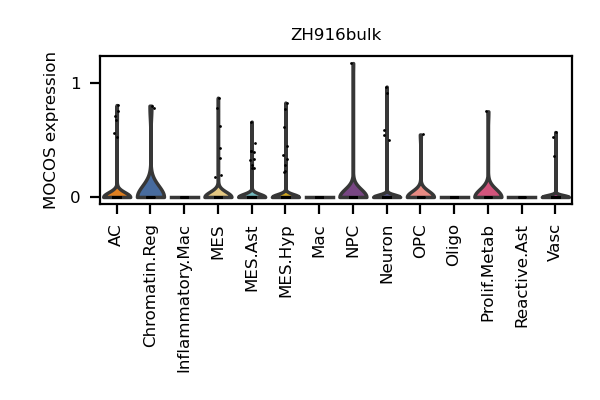 ZH916bulk
MOCOS expression
1
0
AC
Chromatin.Reg
Inflammatory.Mac
MES
MES.Ast
MES.Hyp
Mac
NPC
Neuron
OPC
Oligo
Prolif.Metab
Reactive.Ast
Vasc